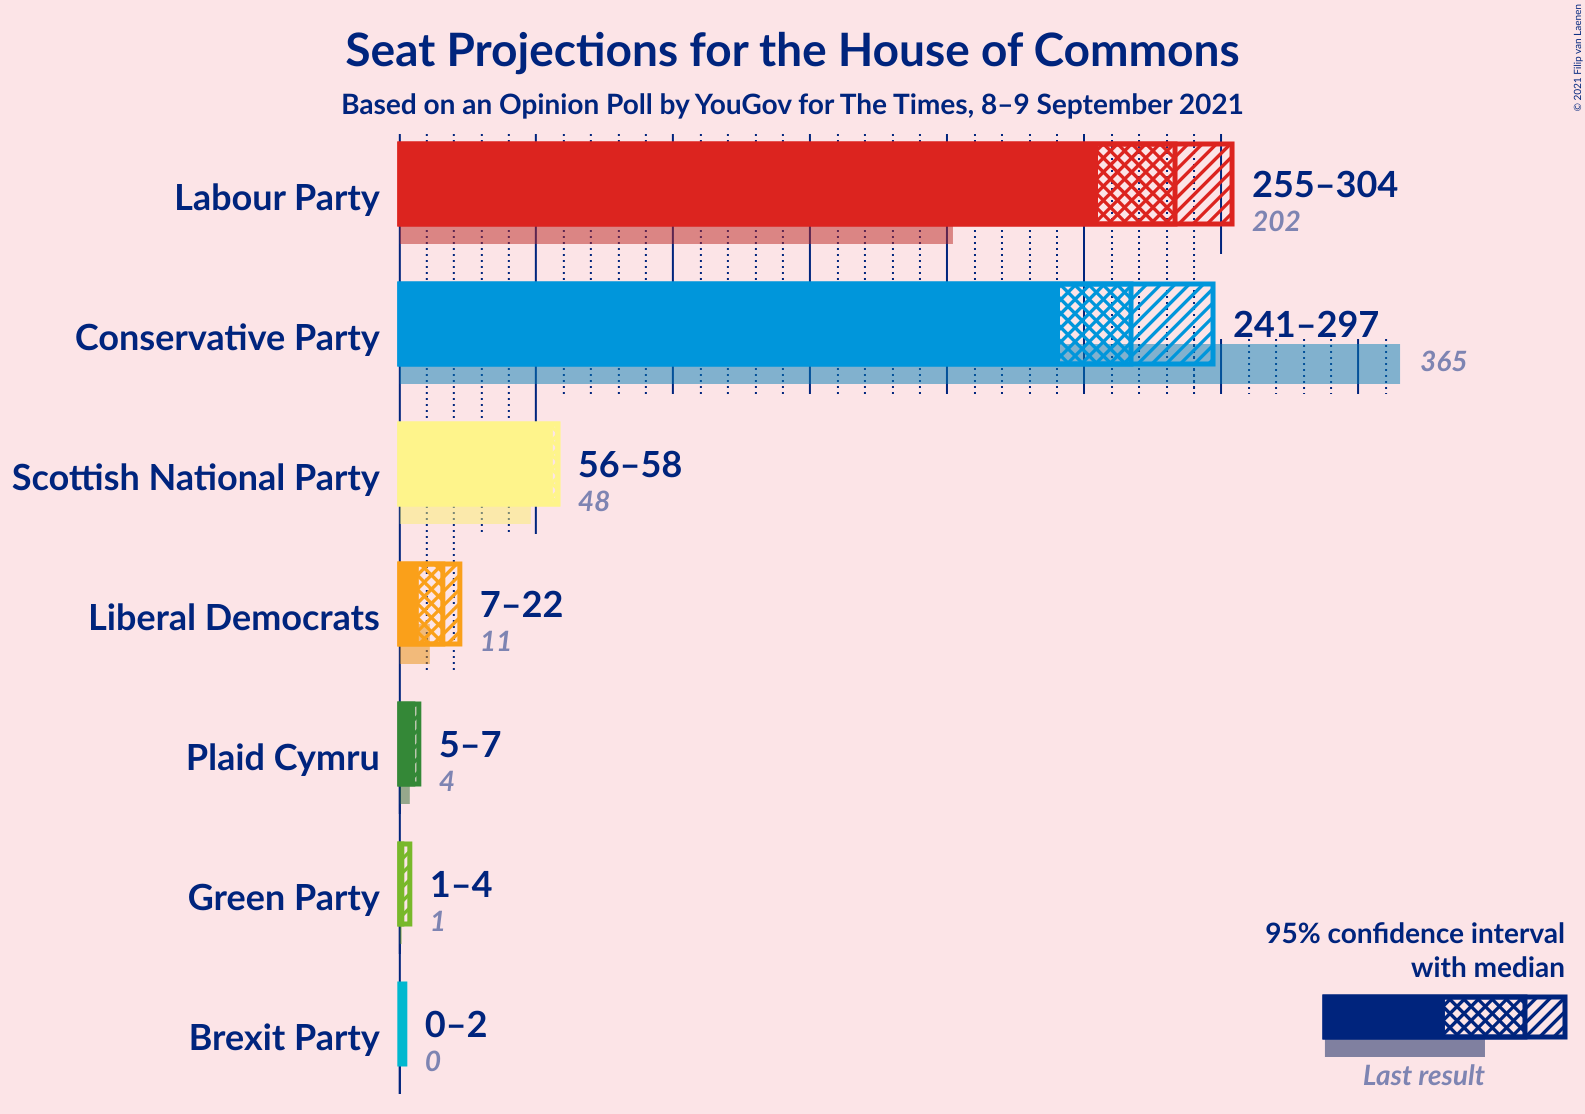 Seat Projections for the House of Commons
Based on an Opinion Poll by YouGov for The Times, 8–9 September 2021
© 2021 Filip van Laenen
Labour Party
255–304
202
Conservative Party
241–297
365
Scottish National Party
56–58
48
Liberal Democrats
7–22
11
Plaid Cymru
5–7
4
Green Party
1–4
1
Brexit Party
0–2
0
95% confidence interval
with median
Last result